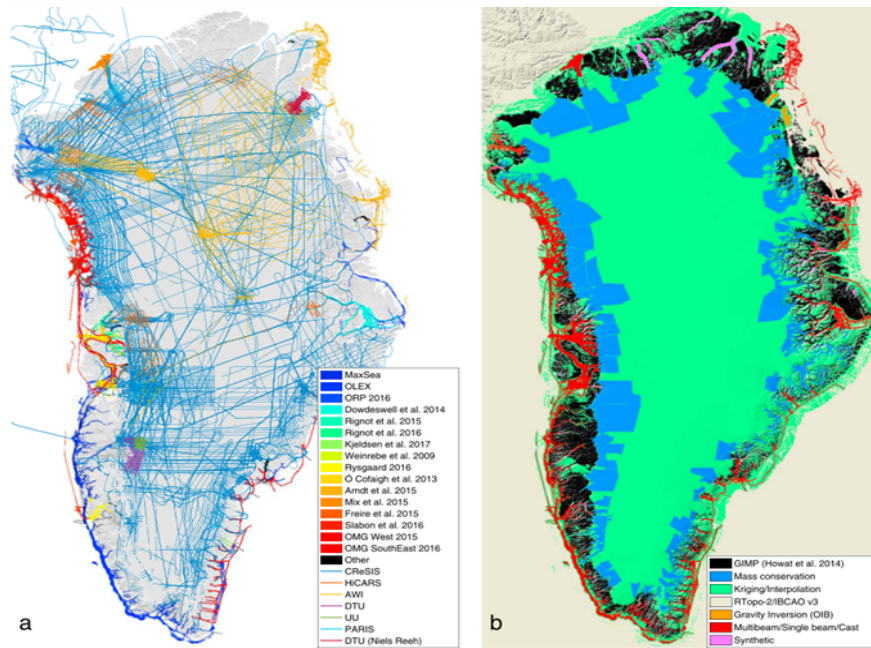 MaxSea
OLEX
ORP 2016
Dowdeswell et al. 2014
Rignot et al. 2015
Rignot et al. 2016
Kjeldsen et al. 2017
Weinrebe et al. 2009
Rysgaard 2016
Ó Cofaigh et al. 2013
Arndt et al. 2015
Mix et al. 2015
Freire et al. 2015
Slabon et al. 2016
OMG West 2015
OMG SouthEast 2016
Other
CReSIS
HiCARS
AWI
DTU
UU
PARIS
DTU (Niels Reeh)
a
GIMP (Howat et al. 2014)
Mass conservation
Kriging/Interpolation
RTopo-2/IBCAO v3
Gravity Inversion (OIB)
Multibeam/Single beam/Cast
Synthetic
b